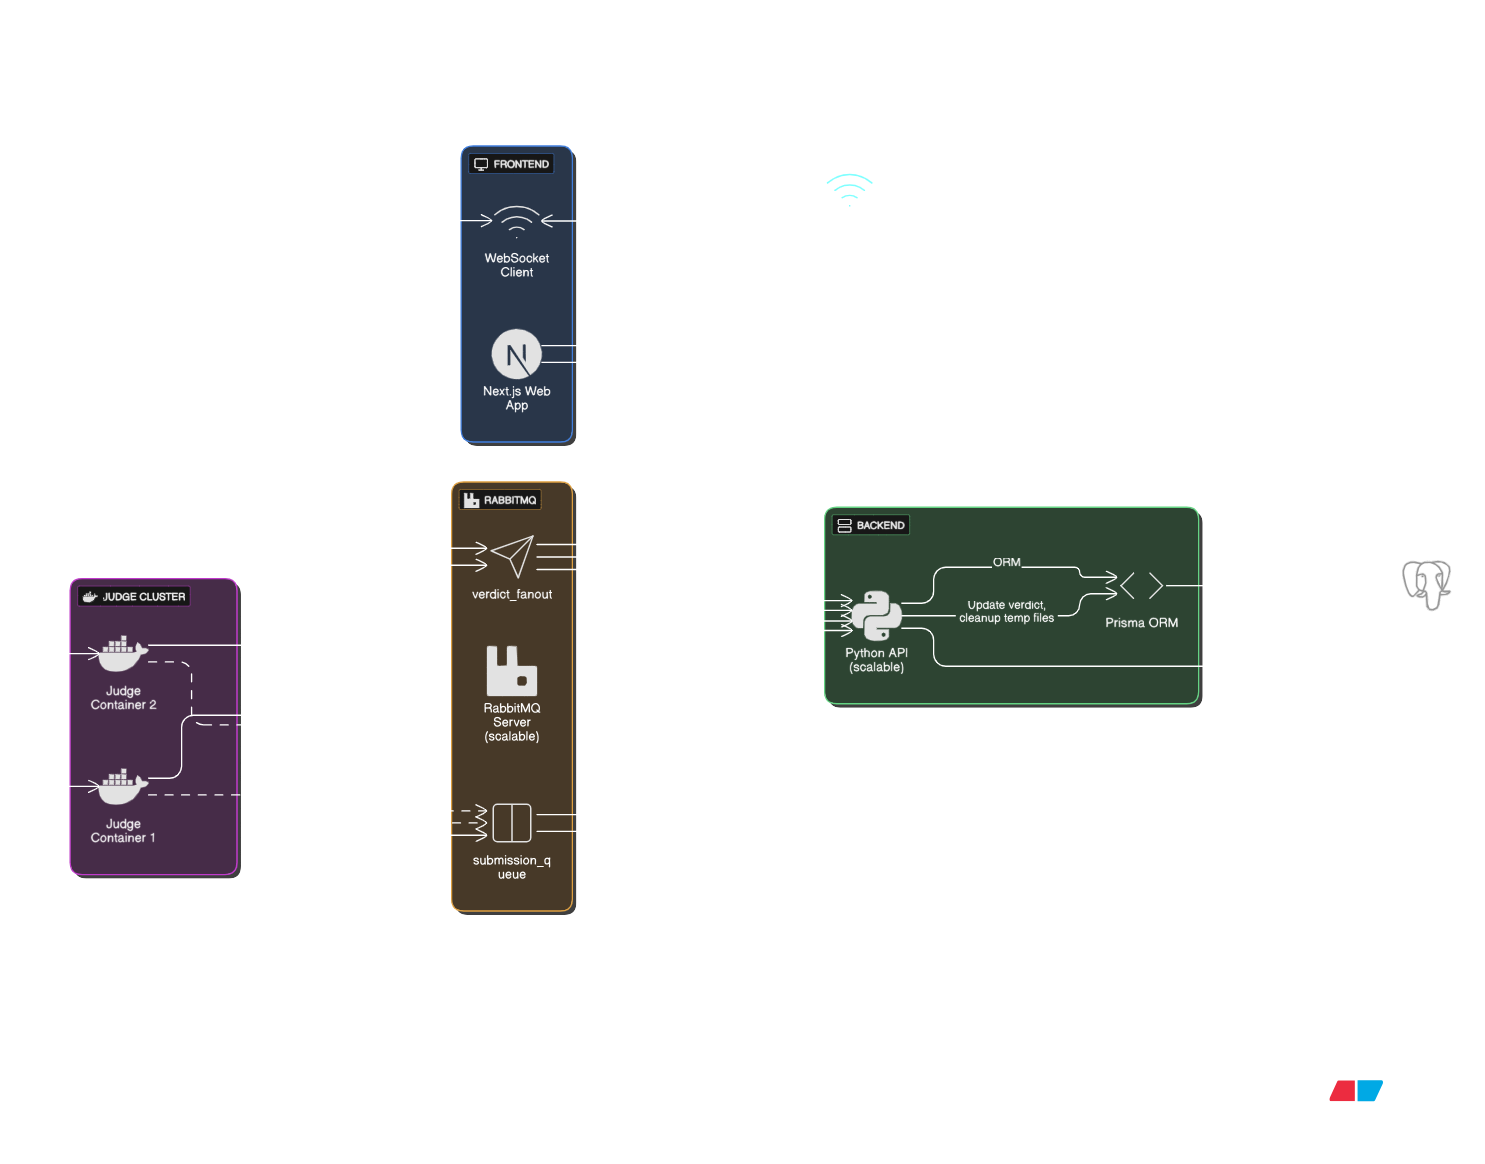 FRONTEND
WebSocket
Client
Next.js Web
App
RABBITMQ
verdict_fanout
RabbitMQ
Server
(scalable)
submission_q
ueue
JUDGE CLUSTER
Judge
Container 2
Judge
Container 1
BACKEND
ORM
Update verdict,
cleanup temp files
Prisma ORM
Python API
(scalable)